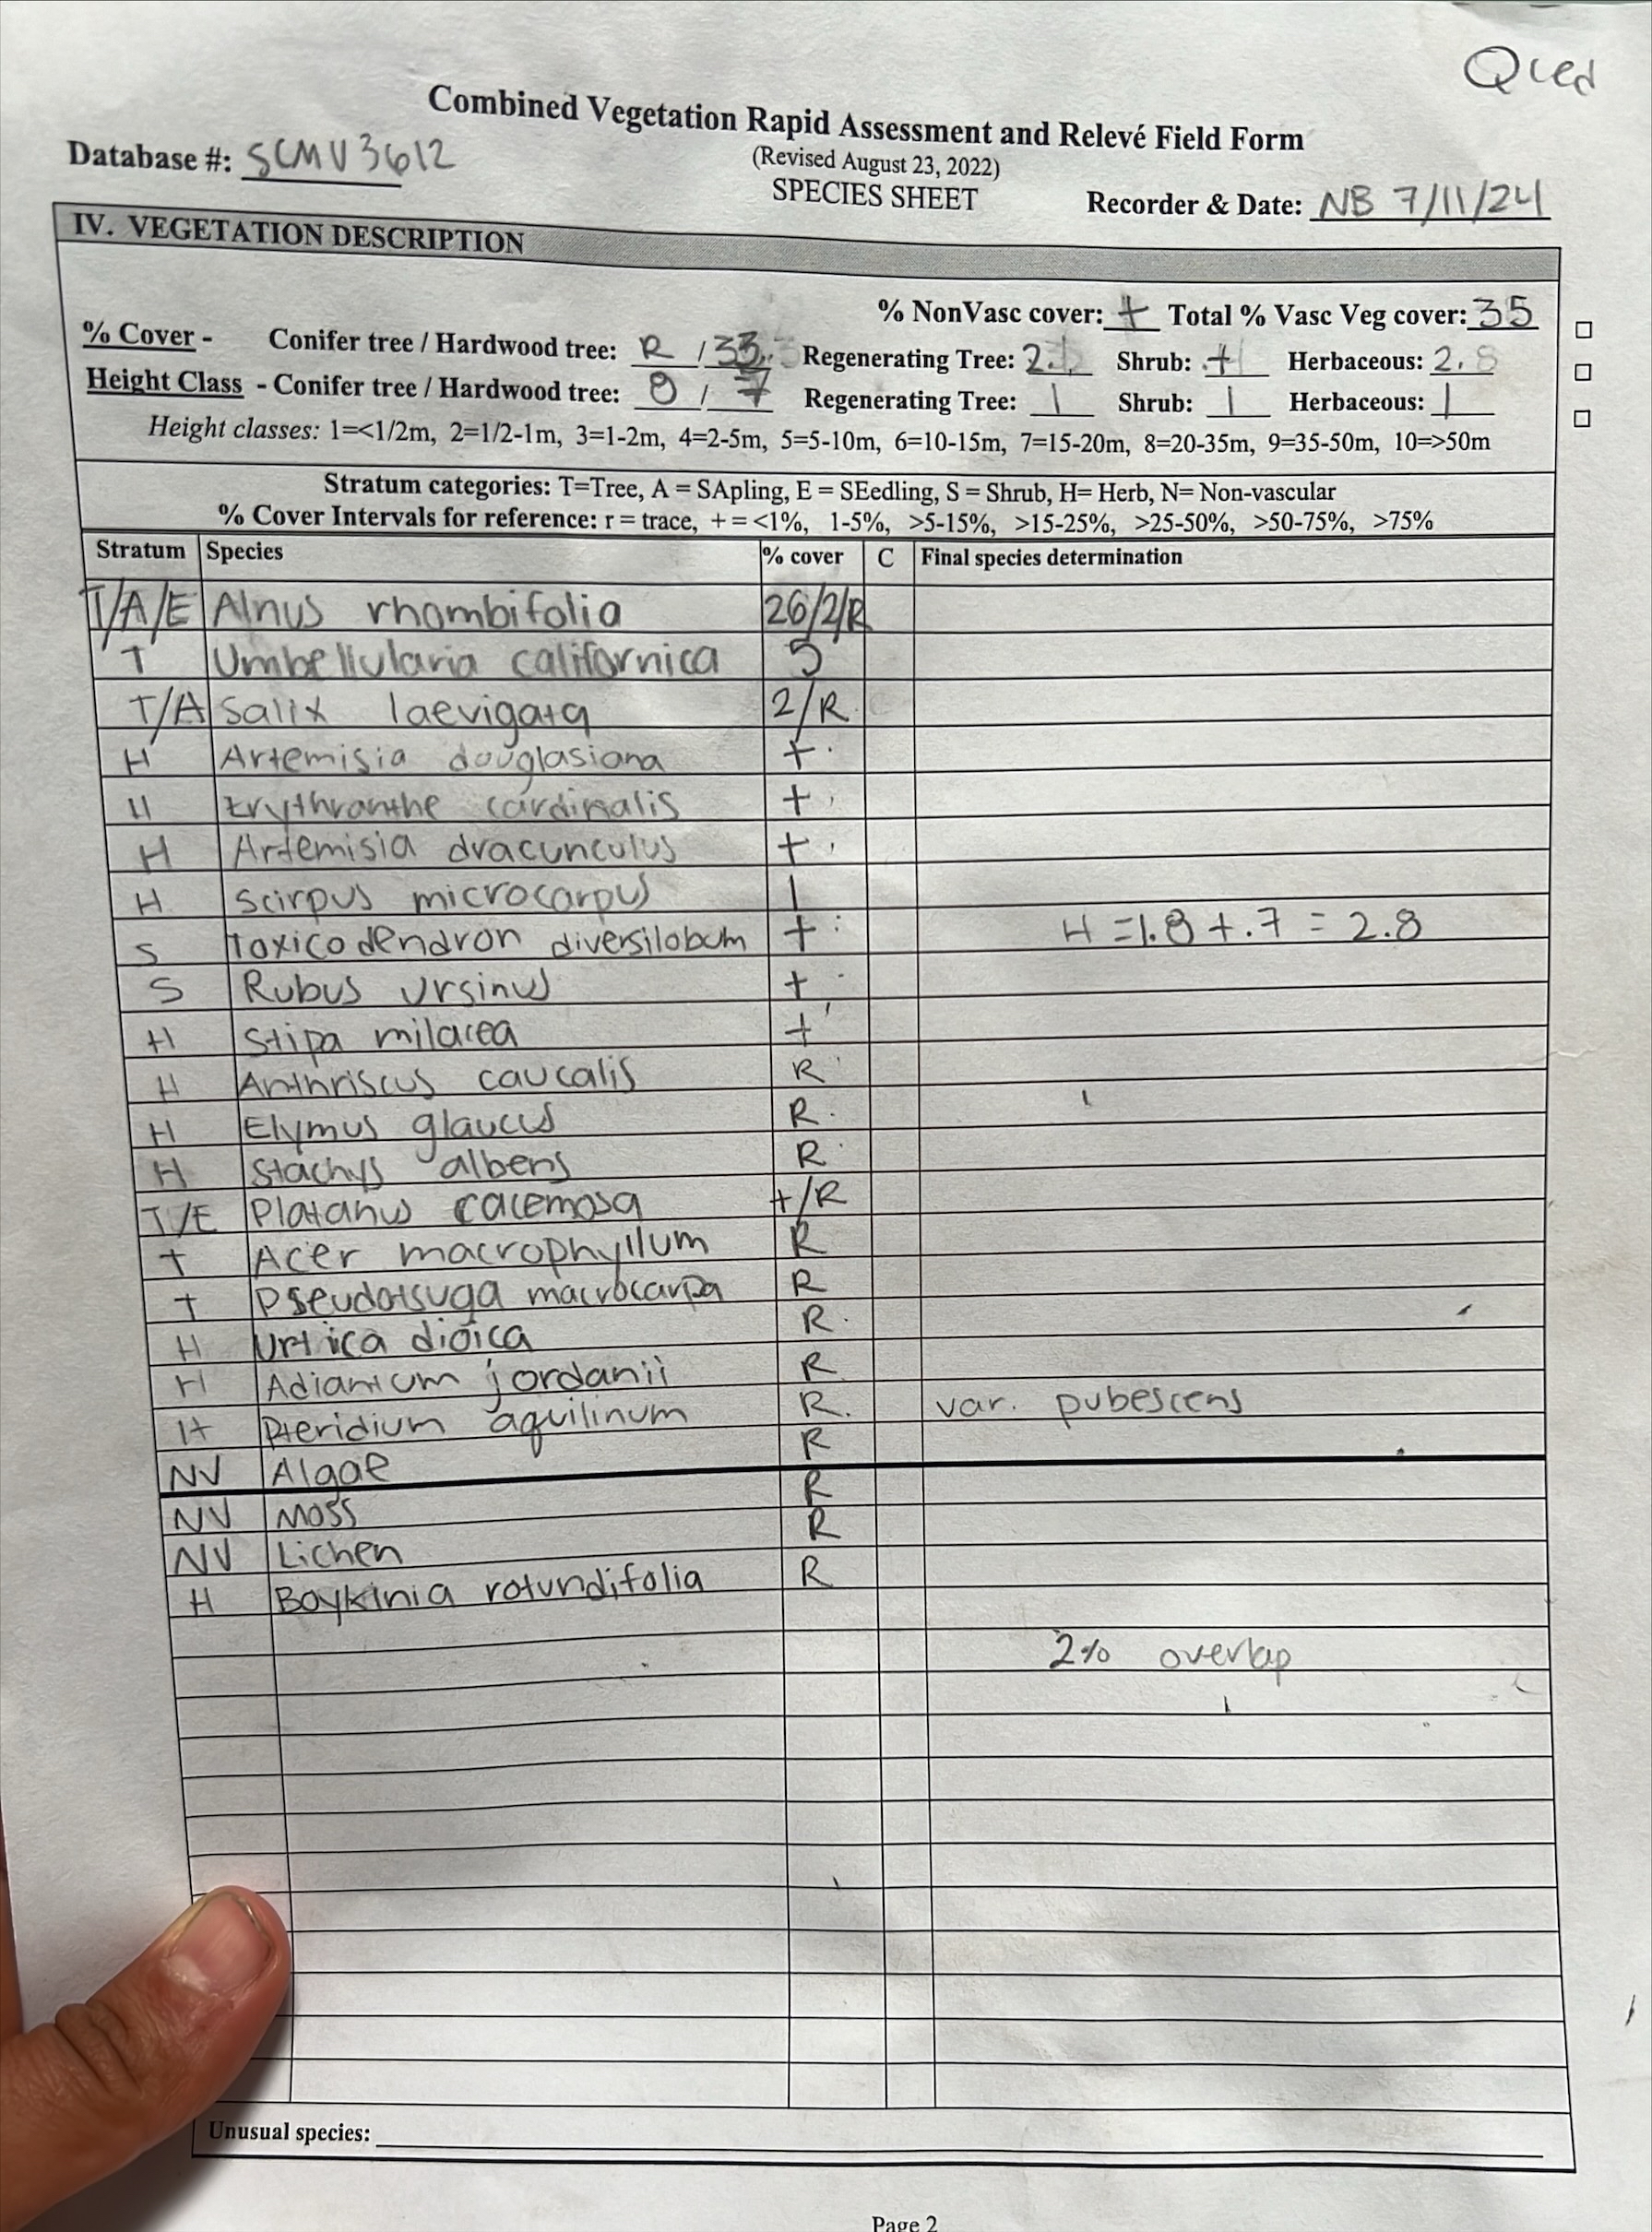 QCed
Combined Vegetation Rapid Assessment and Relevé Field Form
(Revised August 23, 2022)
Database #: SCMV3612
SPECIES SHEET
Recorder & Date: NB 7/11/24
IV. VEGETATION DESCRIPTION
% NonVasc cover: + Total % Vasc Veg cover: 35
% Cover - Conifer tree / Hardwood tree: R / 33 Regenerating Tree: 2 Shrub: + Herbaceous: 2.8
Height Class - Conifer tree / Hardwood tree: 8 / 7 Regenerating Tree: 1 Shrub: 1 Herbaceous: 1
Height classes: 1=<1/2m, 2=1/2-1m, 3=1-2m, 4=2-5m, 5=5-10m, 6=10-15m, 7=15-20m, 8=20-35m, 9=35-50m, 10=>50m
Stratum categories: T=Tree, A = SApling, E = SEedling, S = Shrub, H= Herb, N= Non-vascular
% Cover Intervals for reference: r = trace, + = <1%, 1-5%, >5-15%, >15-25%, >25-50%, >50-75%, >75%
Stratum Species % cover C Final species determination
T/A/E Alnus rhombifolia 26/2/R
T Umbellularia californica 5
T/A Salix laevigata 2/R
H Artemisia douglasiana +
H Erythranthe cardinalis +
H Artemisia dracunculus +
H Scirpus microcarpus 1
S Toxicodendron diversilobum + H = 1.8 + .7 = 2.8
S Rubus ursinus +
H Stipa milacea +
H Anthriscus caucalis R
H Elymus glaucus R
H Stachys albens R
T/E Platanus racemosa +/R
T Acer macrophyllum R
T Pseudotsuga macrocarpa R
H Urtica dioica R
H Adiantum jordanii R
H Pteridium aquilinum R var. pubescens
NV Algae R
NV Moss R
NV Lichen R
H Boykinia rotundifolia R
2% overlap
Unusual species:
Page 2